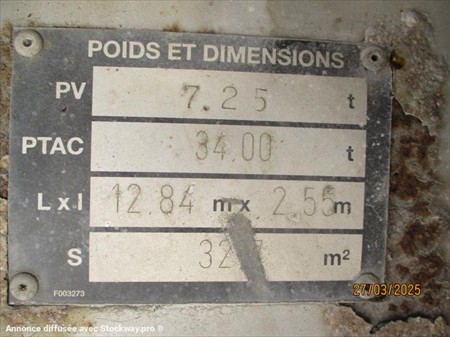 POIDS ET DIMENSIONS
PV 7.25 t
PTAC 34.00 t
L x l 12.84 m x 2.55 m
S m²
F003273
27/03/2025
Annonce diffusée avec Stockway.pro ®